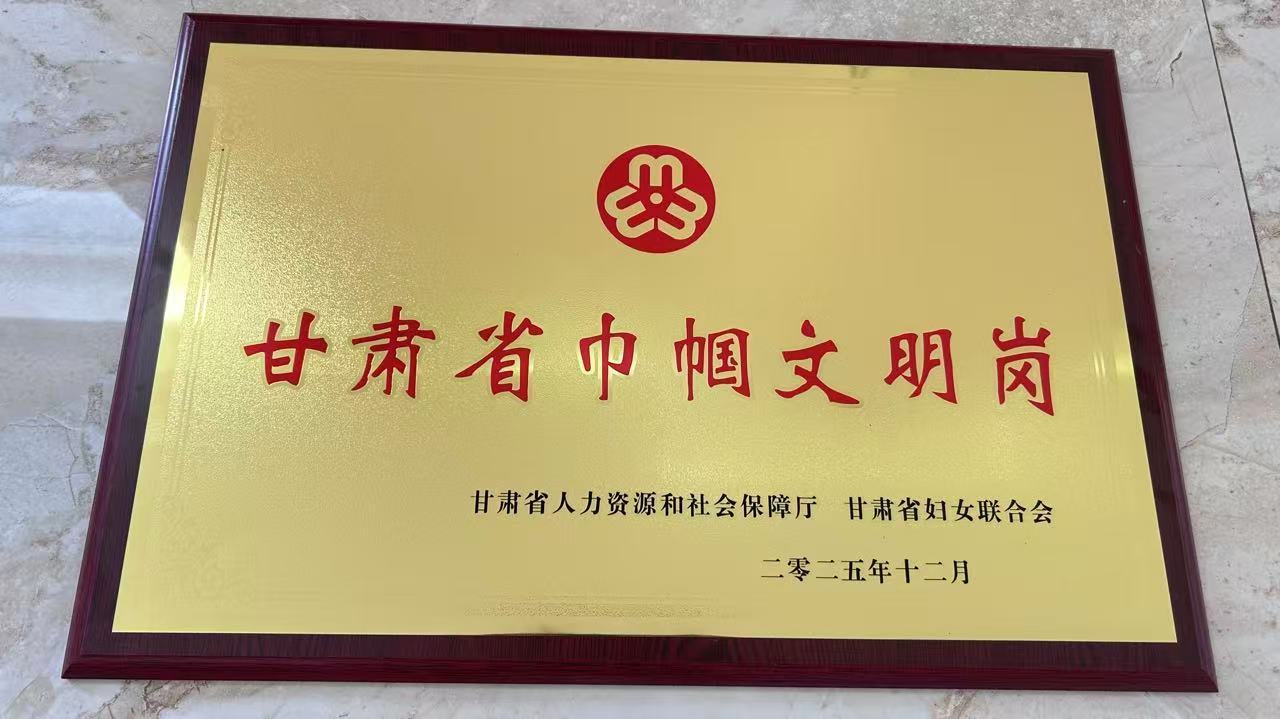 甘肃省巾帼文明岗
甘肃省人力资源和社会保障厅 甘肃省妇女联合会
二零二五年十二月